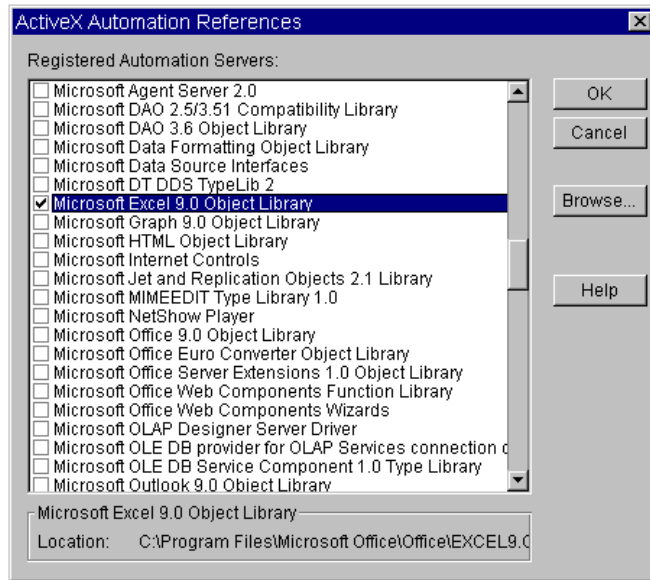 ActiveX Automation References
Registered Automation Servers:
Microsoft Agent Server 2.0
Microsoft DAO 2.5/3.51 Compatibility Library
Microsoft DAO 3.6 Object Library
Microsoft Data Formatting Object Library
Microsoft Data Source Interfaces
Microsoft DT DDS TypeLib 2
Microsoft Excel 9.0 Object Library
Microsoft Graph 9.0 Object Library
Microsoft HTML Object Library
Microsoft Internet Controls
Microsoft Jet and Replication Objects 2.1 Library
Microsoft MIMEEDIT Type Library 1.0
Microsoft NetShow Player
Microsoft Office 9.0 Object Library
Microsoft Office Euro Converter Object Library
Microsoft Office Server Extensions 1.0 Object Library
Microsoft Office Web Components Function Library
Microsoft Office Web Components Wizards
Microsoft OLAP Designer Server Driver
Microsoft OLE DB provider for OLAP Services connection
Microsoft OLE DB Service Component 1.0 Type Library
Microsoft Outlook 9.0 Object Library
OK
Cancel
Browse...
Help
Microsoft Excel 9.0 Object Library
Location: C:\Program Files\Microsoft Office\Office\EXCEL9.O